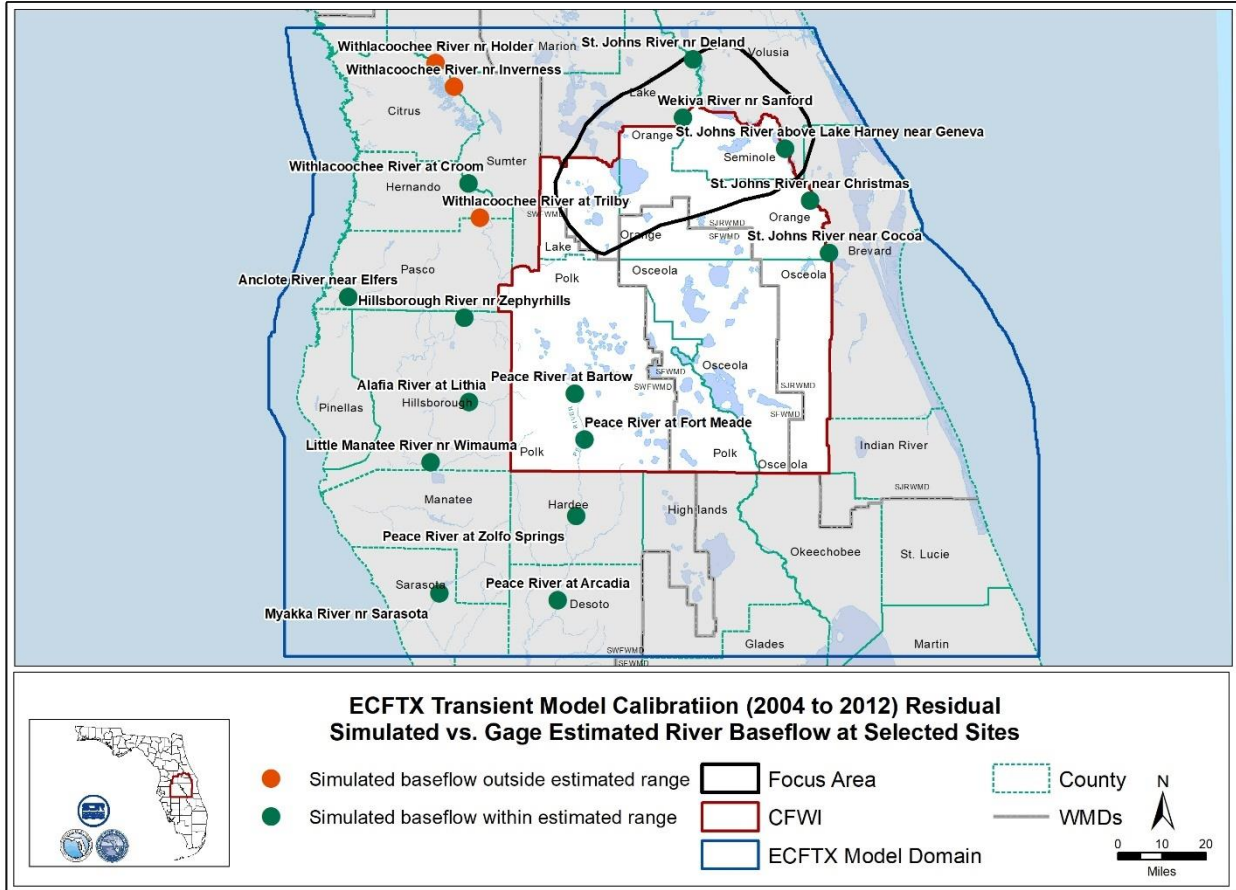 St. Johns River nr Deland
Withlacoochee River nr Holder
Marion
Volusia
Withlacoochee River nr Inverness
Lake
Wekiva River nr Sanford
Citrus
Orange
St. Johns River above Lake Harney near Geneva
Seminole
Withlacoochee River at Croom
Sumter
Hernando
St. Johns River near Christmas
Withlacoochee River at Trilby
SWFWMD
SJRWMD
SFWMD
Orange
Orange
St. Johns River near Cocoa
Lake
Brevard
Pasco
Polk
Osceola
Osceola
Anclote River near Elfers
Hillsborough River nr Zephyrhills
Osceola
SFWMD
SWFWMD
SJRWMD
SFWMD
Peace River at Bartow
Alafia River at Lithia
Hillsborough
Pinellas
Peace River at Fort Meade
Little Manatee River nr Wimauma
Polk
Polk
Osceola
Indian River
SJRWMD
Manatee
Hardee
Highlands
Peace River at Zolfo Springs
Okeechobee
St. Lucie
Sarasota
Peace River at Arcadia
Desoto
Myakka River nr Sarasota
Glades
Martin
SWFWMD
SFWMD
ECFTX Transient Model Calibratiion (2004 to 2012) Residual
Simulated vs. Gage Estimated River Baseflow at Selected Sites
Simulated baseflow outside estimated range
Simulated baseflow within estimated range
Focus Area
CFWI
ECFTX Model Domain
County
WMDs
N
0 10 20
Miles